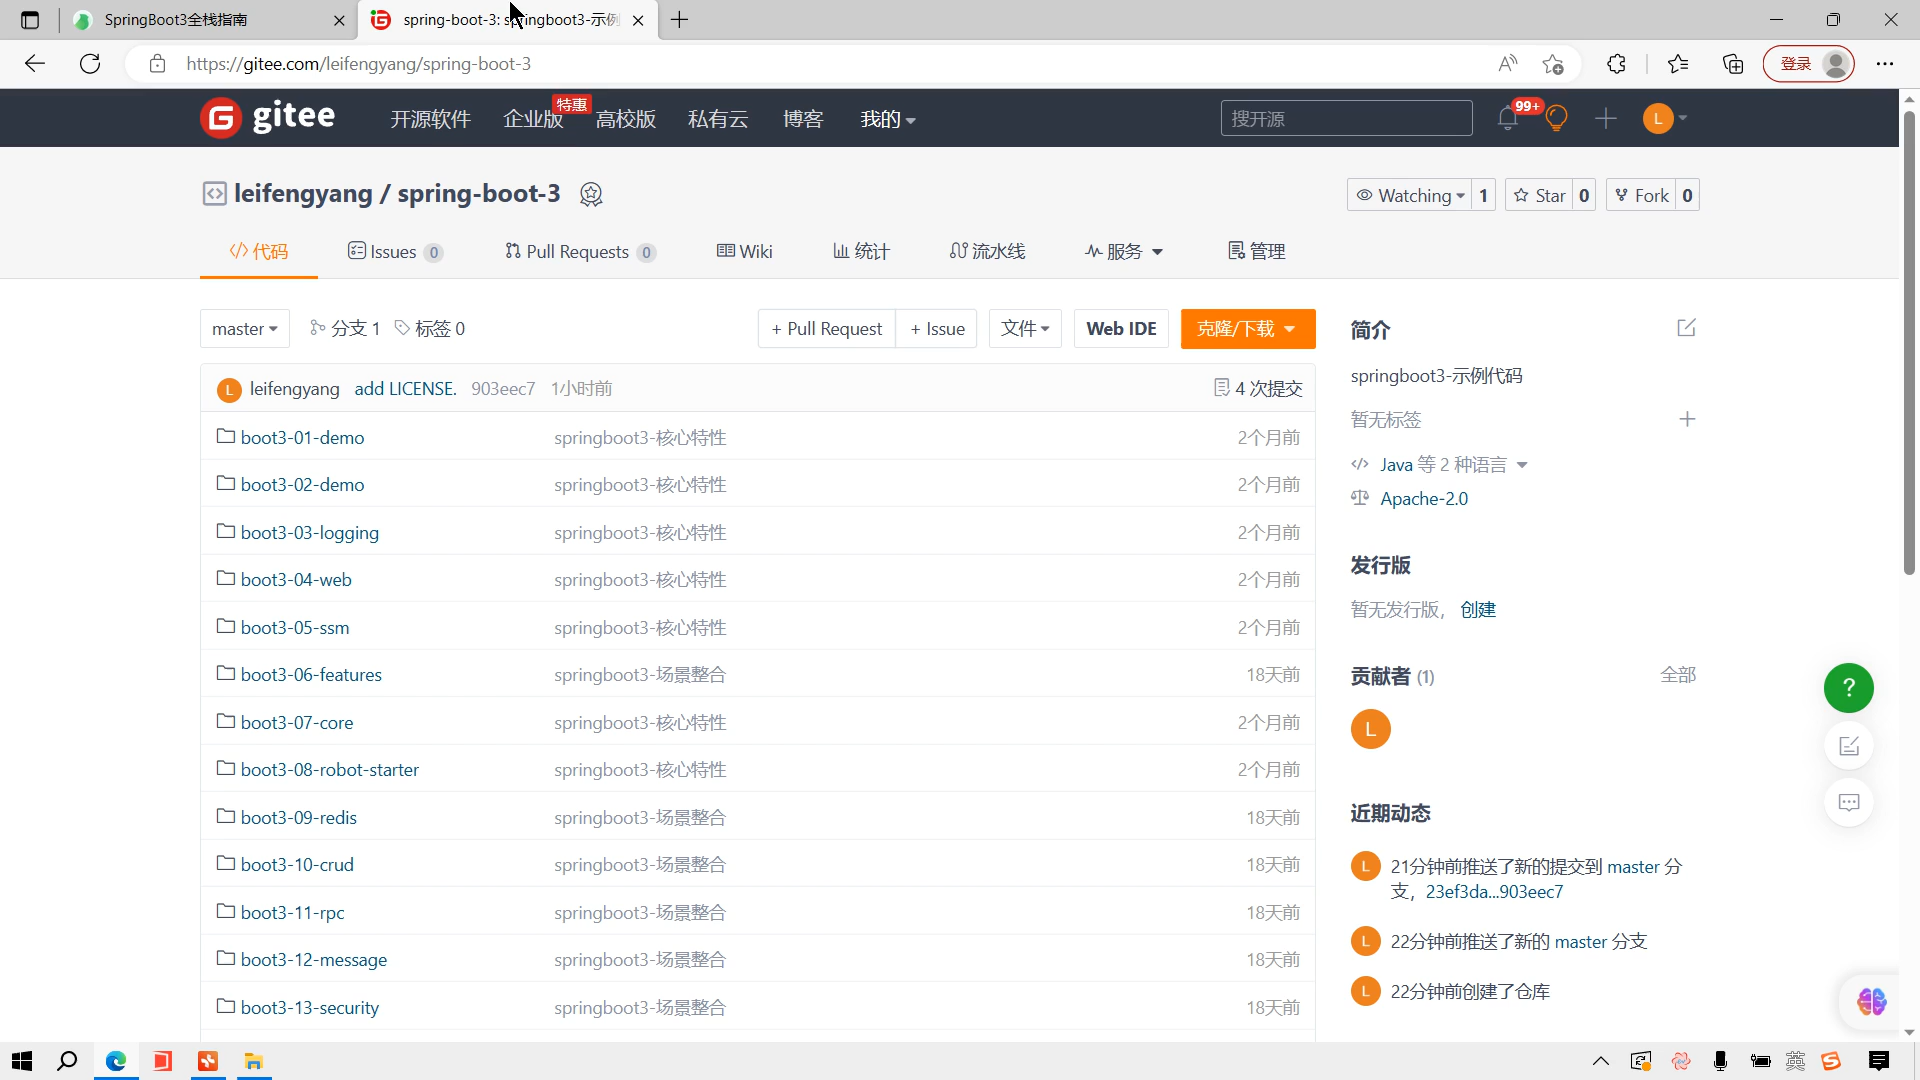 SpringBoot3全栈指南
spring-boot-3: springboot3-示例
https://gitee.com/leifengyang/spring-boot-3
登录
gitee
开源软件
企业版
特惠
高校版
私有云
博客
我的
搜开源
99+
L
leifengyang / spring-boot-3
Watching 1
Star 0
Fork 0
代码
Issues 0
Pull Requests 0
Wiki
统计
流水线
服务
管理
master
分支 1
标签 0
+ Pull Request
+ Issue
文件
Web IDE
克隆/下载
L leifengyang add LICENSE. 903eec7 1小时前
4 次提交
boot3-01-demo springboot3-核心特性 2个月前
boot3-02-demo springboot3-核心特性 2个月前
boot3-03-logging springboot3-核心特性 2个月前
boot3-04-web springboot3-核心特性 2个月前
boot3-05-ssm springboot3-核心特性 2个月前
boot3-06-features springboot3-场景整合 18天前
boot3-07-core springboot3-核心特性 2个月前
boot3-08-robot-starter springboot3-核心特性 2个月前
boot3-09-redis springboot3-场景整合 18天前
boot3-10-crud springboot3-场景整合 18天前
boot3-11-rpc springboot3-场景整合 18天前
boot3-12-message springboot3-场景整合 18天前
boot3-13-security springboot3-场景整合 18天前
简介
springboot3-示例代码
暂无标签
Java 等 2 种语言
Apache-2.0
发行版
暂无发行版， 创建
贡献者 (1)
全部
L
近期动态
L 21分钟前推送了新的提交到 master 分
支，23ef3da...903eec7
L 22分钟前推送了新的 master 分支
L 22分钟前创建了仓库
?
英